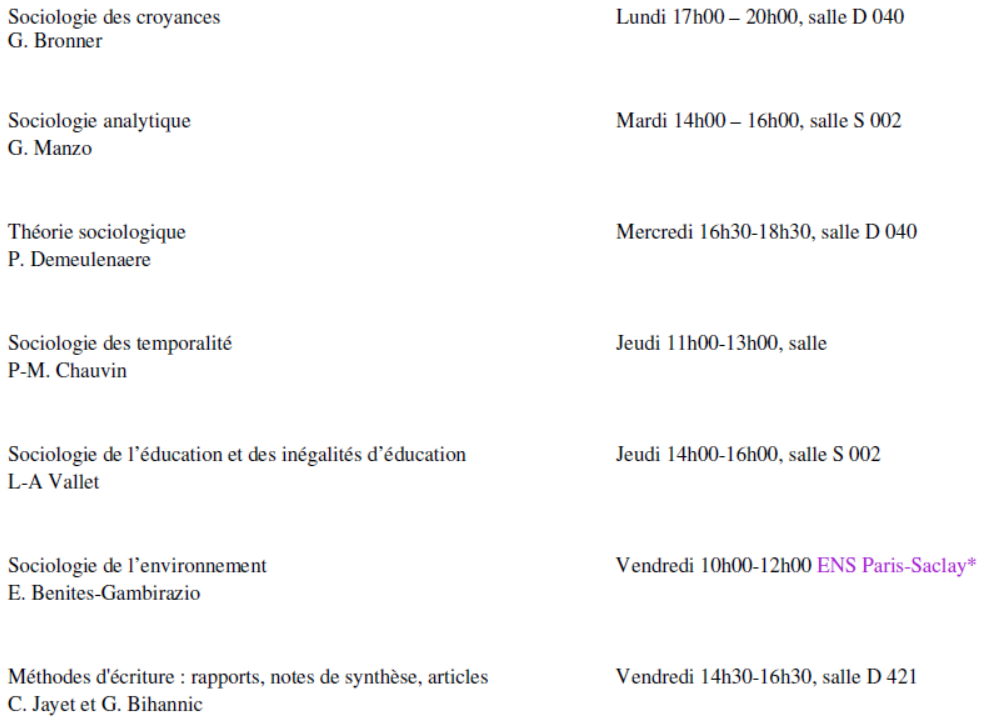 Sociologie des croyances Lundi 17h00 – 20h00, salle D 040
G. Bronner
Sociologie analytique Mardi 14h00 – 16h00, salle S 002
G. Manzo
Théorie sociologique Mercredi 16h30-18h30, salle D 040
P. Demeulenaere
Sociologie des temporalité Jeudi 11h00-13h00, salle
P-M. Chauvin
Sociologie de l’éducation et des inégalités d’éducation Jeudi 14h00-16h00, salle S 002
L-A Vallet
Sociologie de l’environnement Vendredi 10h00-12h00 ENS Paris-Saclay*
E. Benites-Gambirazio
Méthodes d'écriture : rapports, notes de synthèse, articles Vendredi 14h30-16h30, salle D 421
C. Jayet et G. Bihannic